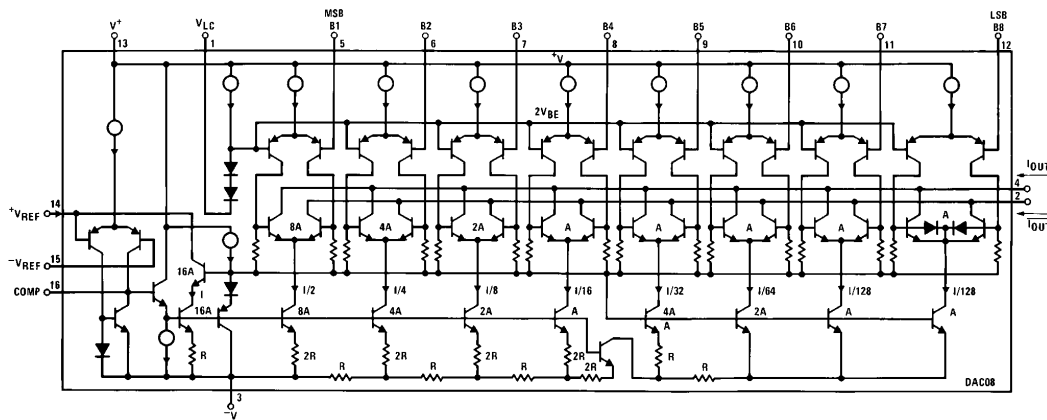 V+
13
VLC
1
MSB
B1
5
B2
6
B3
7
B4
8
B5
9
B6
10
B7
11
LSB
B8
12
+V
2VBE
IOUT
4
2
IOUT
14
+VREF
-VREF
15
16
COMP
8A 4A 2A A A A A A
16A
I
I/2 I/4 I/8 I/16 I/32 I/64 I/128 I/128
16A 8A 4A 2A A 4A 2A A A
A
R 2R 2R 2R 2R R
R R R 2R R
3
-V
DAC08